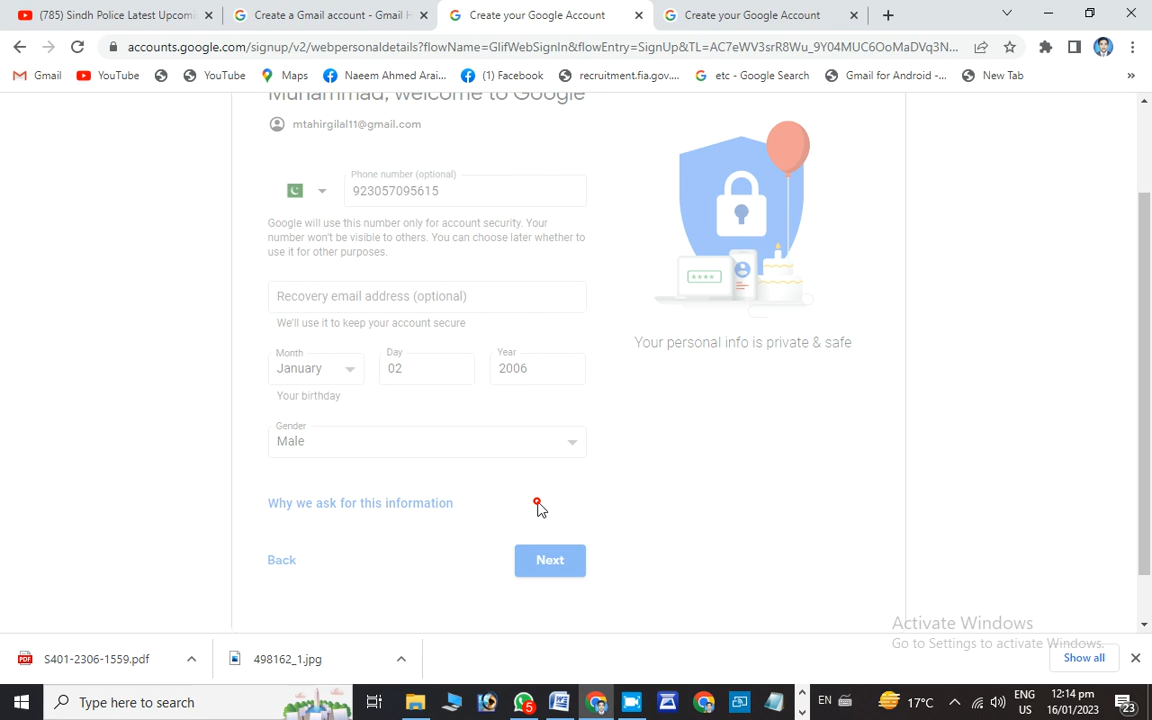 (785) Sindh Police Latest Upcomi
Create a Gmail account - Gmail H
Create your Google Account
Create your Google Account
accounts.google.com/signup/v2/webpersonaldetails?flowName=GlifWebSignIn&flowEntry=SignUp&TL=AC7eWV3srR8Wu_9Y04MUC6OoMaDVq3N...
Gmail
YouTube
YouTube
Maps
Naeem Ahmed Arai...
(1) Facebook
recruitment.fia.gov....
etc - Google Search
Gmail for Android -...
New Tab
»
Muhammad, welcome to Google
mtahirgilal11@gmail.com
Phone number (optional)
923057095615
Google will use this number only for account security. Your
number won't be visible to others. You can choose later whether to
use it for other purposes.
Recovery email address (optional)
We'll use it to keep your account secure
Month
January
Day
02
Year
2006
Your birthday
Gender
Male
Why we ask for this information
Back
Next
****
Your personal info is private & safe
Activate Windows
Go to Settings to activate Windows.
S401-2306-1559.pdf
498162_1.jpg
Show all
Type here to search
5
EN
17°C
ENG
US
12:14 pm
16/01/2023
23